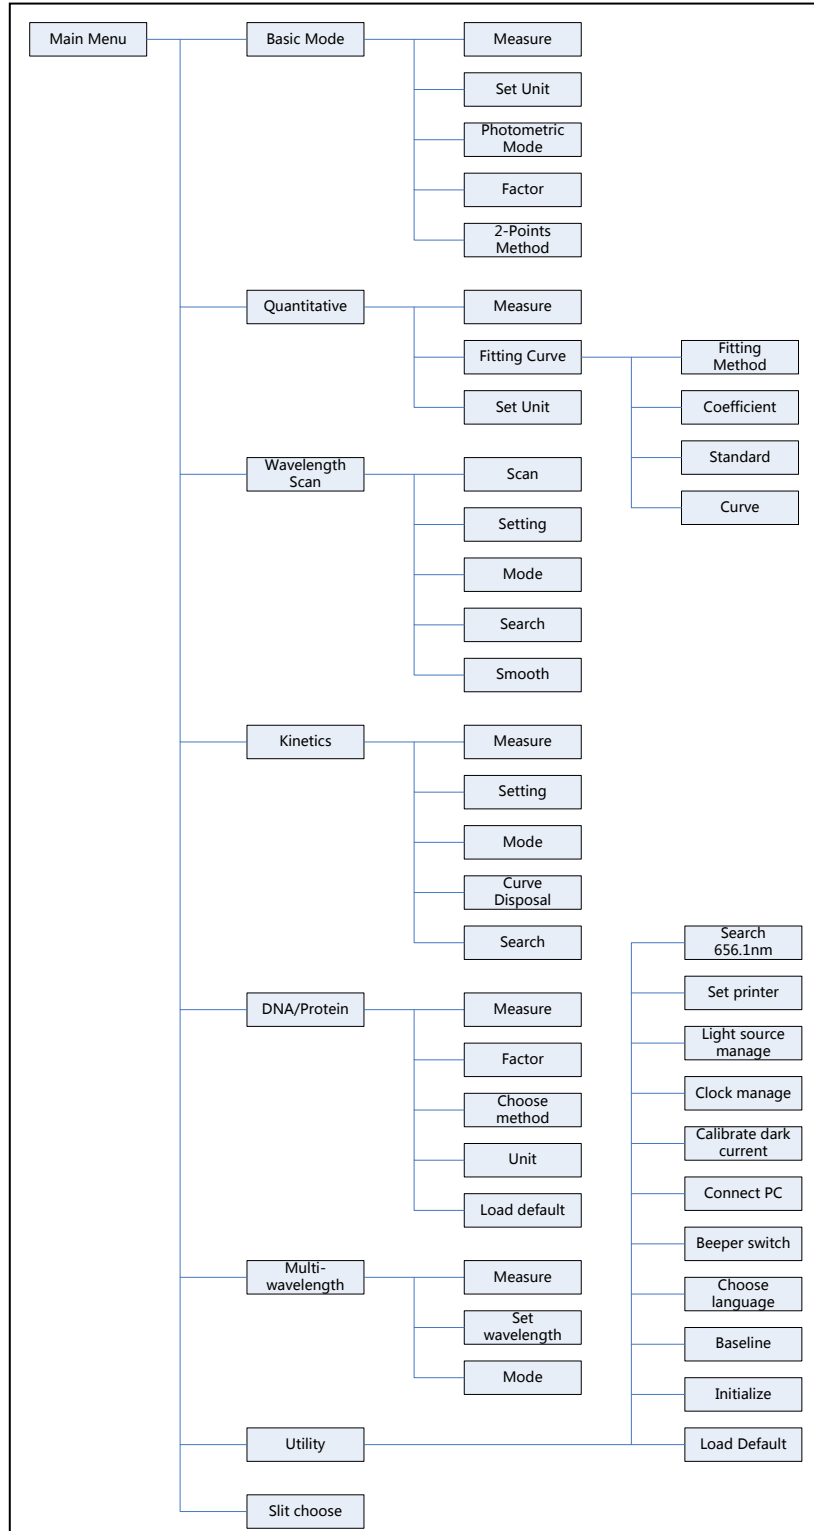 Main Menu
Basic Mode
Measure
Set Unit
Photometric
Mode
Factor
2-Points
Method
Quantitative
Measure
Fitting Curve
Fitting
Method
Coefficient
Standard
Curve
Set Unit
Wavelength
Scan
Scan
Setting
Mode
Search
Smooth
Kinetics
Measure
Setting
Mode
Curve
Disposal
Search
DNA/Protein
Measure
Factor
Choose
method
Unit
Load default
Multi-
wavelength
Measure
Set
wavelength
Mode
Utility
Search
656.1nm
Set printer
Light source
manage
Clock manage
Calibrate dark
current
Connect PC
Beeper switch
Choose
language
Baseline
Initialize
Load Default
Slit choose